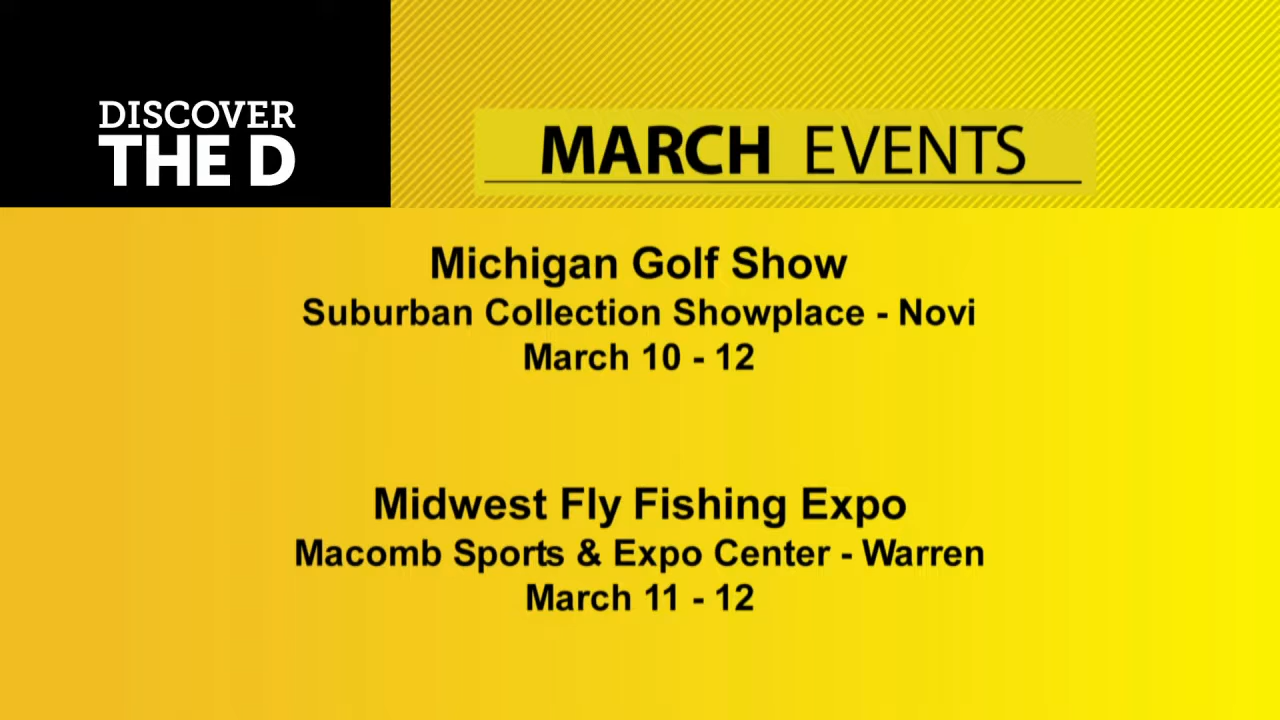 DISCOVER
THE D
MARCH EVENTS
Michigan Golf Show
Suburban Collection Showplace - Novi
March 10 - 12
Midwest Fly Fishing Expo
Macomb Sports & Expo Center - Warren
March 11 - 12